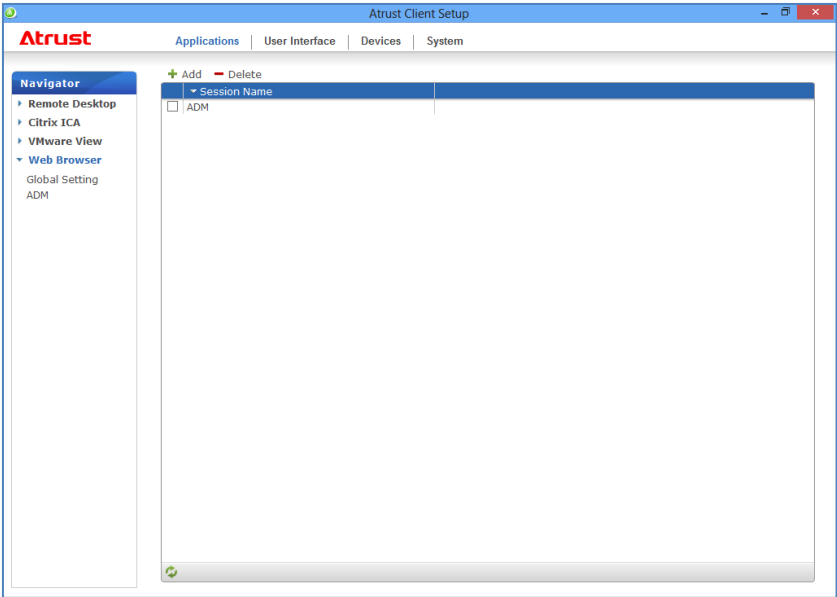 Atrust Client Setup
Atrust
Applications | User Interface | Devices | System
Navigator
Remote Desktop
Citrix ICA
VMware View
Web Browser
Global Setting
ADM
Add Delete
Session Name
ADM